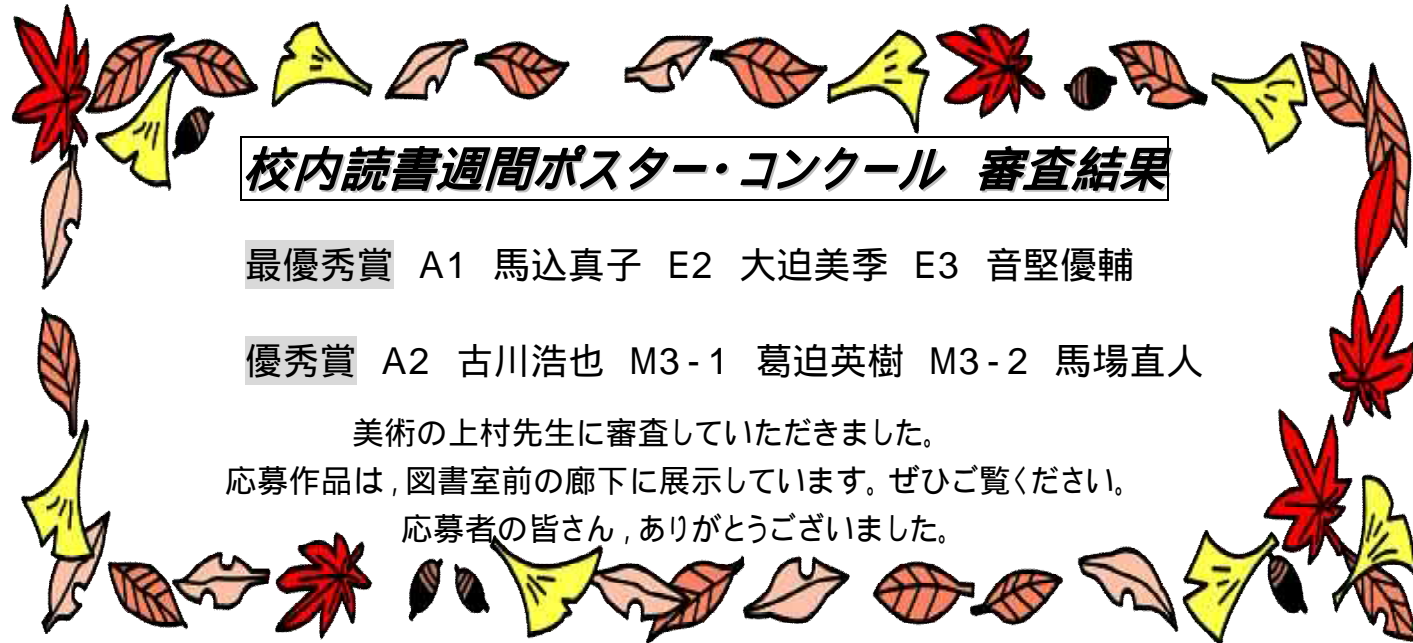 校内読書週間ポスター・コンクール 審査結果
最優秀賞 A1 馬込真子 E2 大迫美季 E3 音堅優輔
優秀賞 A2 古川浩也 M3-1 葛迫英樹 M3-2 馬場直人
美術の上村先生に審査していただきました。
応募作品は,図書室前の廊下に展示しています。ぜひご覧ください。
応募者の皆さん,ありがとうございました。